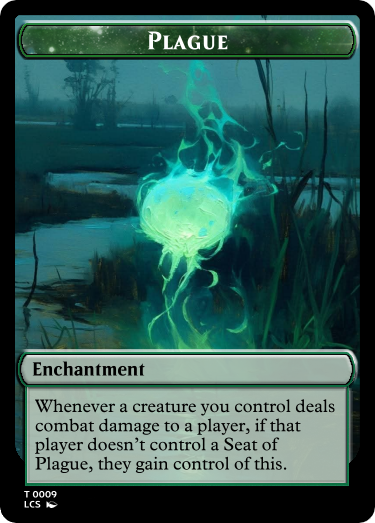 Plague
Enchantment
Whenever a creature you control deals
combat damage to a player, if that
player doesn't control a Seat of
Plague, they gain control of this.
T 0009
LCS